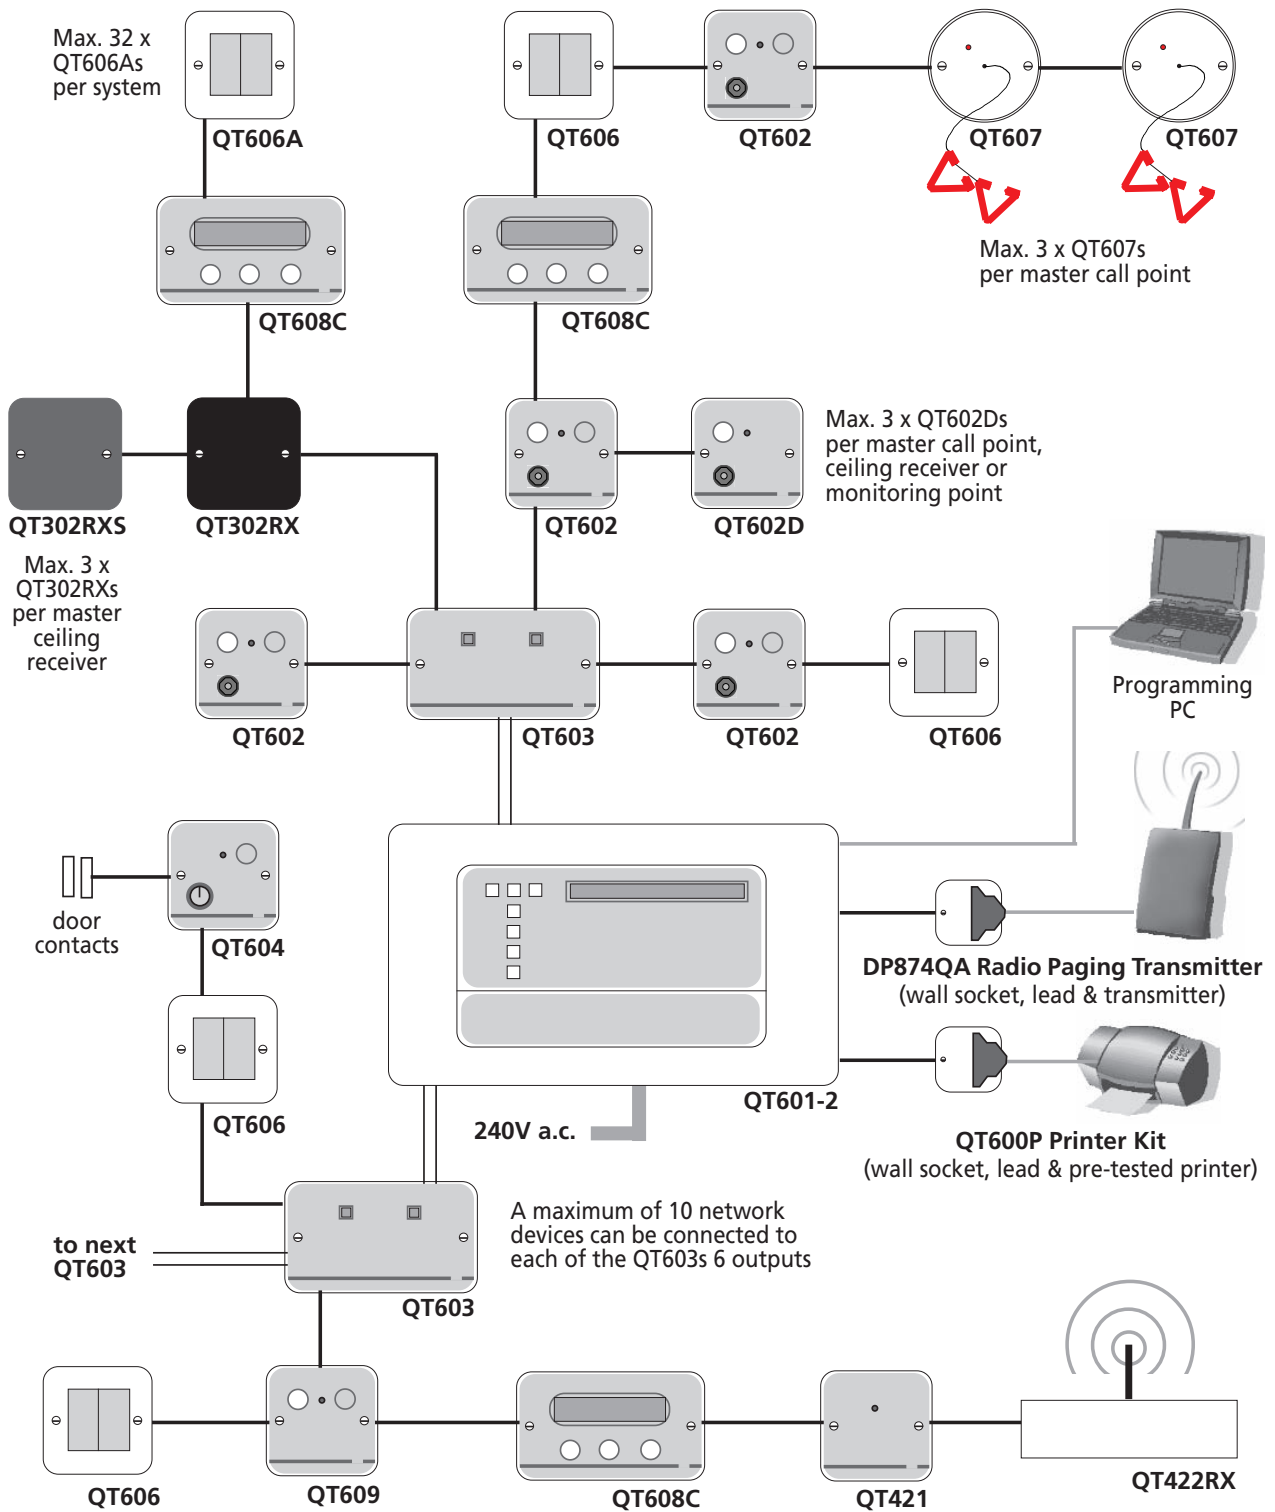 Max. 32 x
QT606As
per system
QT606A
QT606
QT602
QT607
QT607
Max. 3 x QT607s
per master call point
QT608C
QT608C
QT302RXS
QT302RX
QT602
QT602D
Max. 3 x QT602Ds
per master call point,
ceiling receiver or
monitoring point
Max. 3 x
QT302RXs
per master
ceiling
receiver
QT602
QT603
QT602
QT606
Programming
PC
door
contacts
QT604
DP874QA Radio Paging Transmitter
(wall socket, lead & transmitter)
QT606
QT601-2
240V a.c.
QT600P Printer Kit
(wall socket, lead & pre-tested printer)
A maximum of 10 network
devices can be connected to
each of the QT603s 6 outputs
to next
QT603
QT603
QT606
QT609
QT608C
QT421
QT422RX